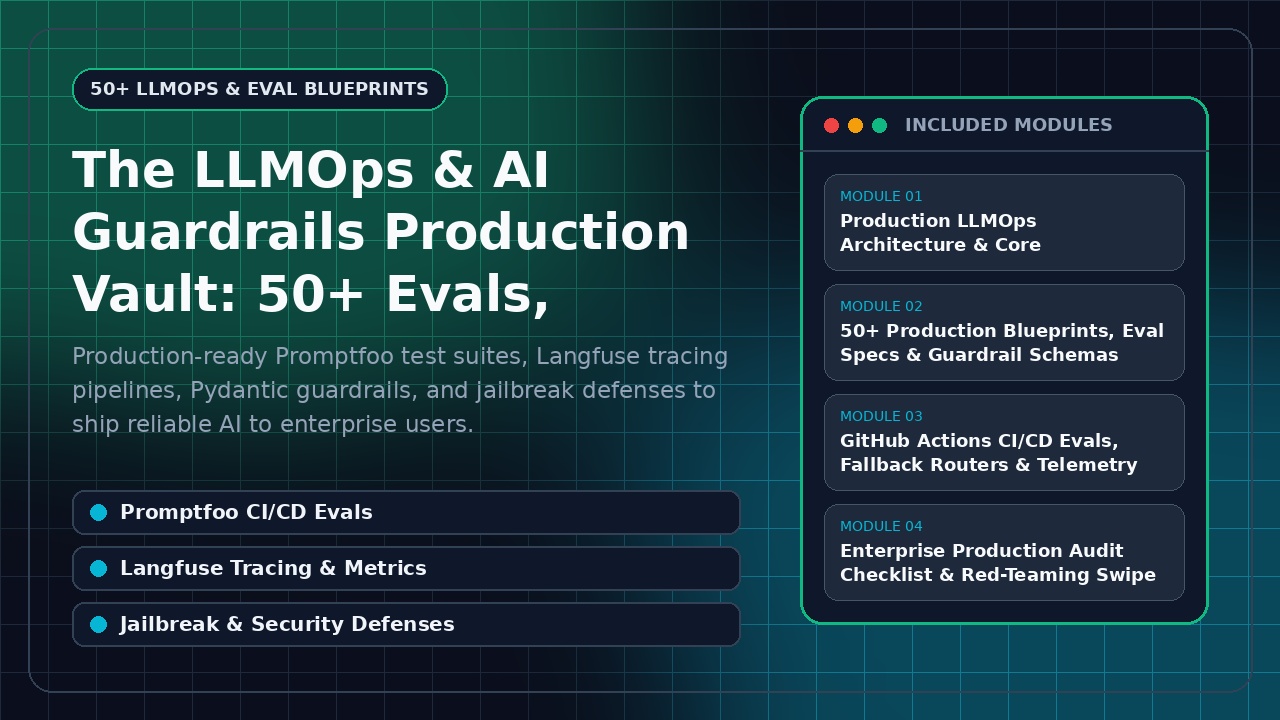 50+ LLMOPS & EVAL BLUEPRINTS
The LLMOps & AI
Guardrails Production
Vault: 50+ Evals,
Production-ready Promptfoo test suites, Langfuse tracing
pipelines, Pydantic guardrails, and jailbreak defenses to
ship reliable AI to enterprise users.
Promptfoo CI/CD Evals
Langfuse Tracing & Metrics
Jailbreak & Security Defenses
INCLUDED MODULES
MODULE 01
Production LLMOps
Architecture & Core
MODULE 02
50+ Production Blueprints, Eval
Specs & Guardrail Schemas
MODULE 03
GitHub Actions CI/CD Evals,
Fallback Routers & Telemetry
MODULE 04
Enterprise Production Audit
Checklist & Red-Teaming Swipe